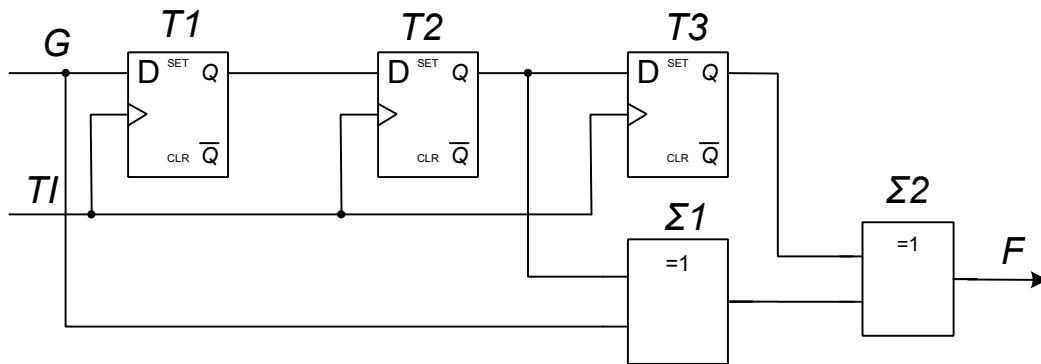 T1
T2
T3
G
D SET Q
D SET Q
D SET Q
CLR Q̅
CLR Q̅
CLR Q̅
TI
Σ1
Σ2
=1
=1
F